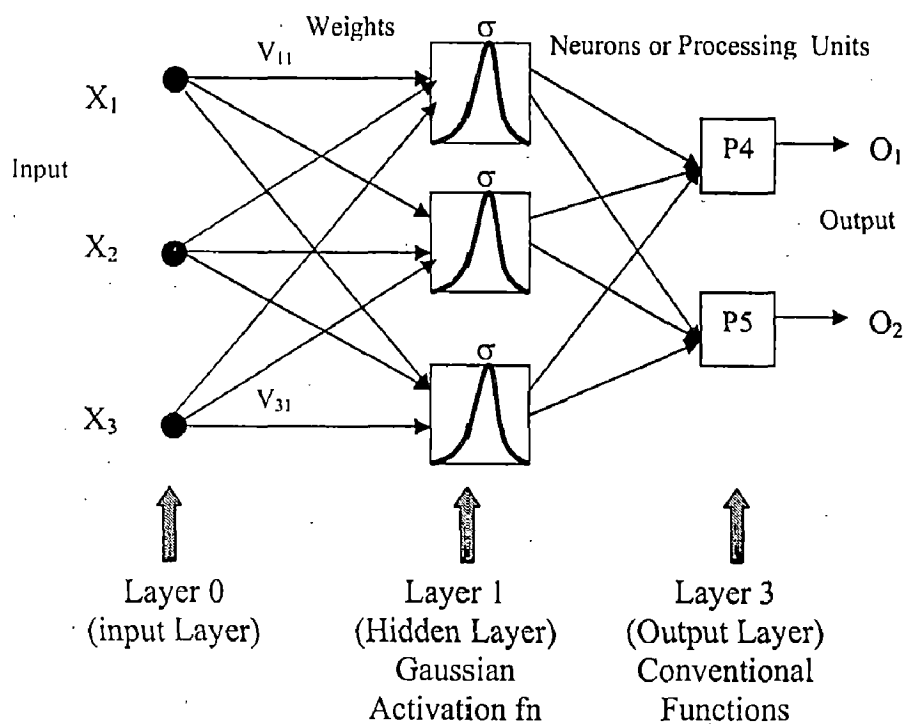 σ
Weights
Neurons or Processing Units
V₁₁
X₁
P4
O₁
Input
σ
Output
X₂
P5
O₂
σ
V₃₁
X₃
Layer 0
(input Layer)
Layer 1
(Hidden Layer)
Gaussian
Activation fn
Layer 3
(Output Layer)
Conventional
Functions